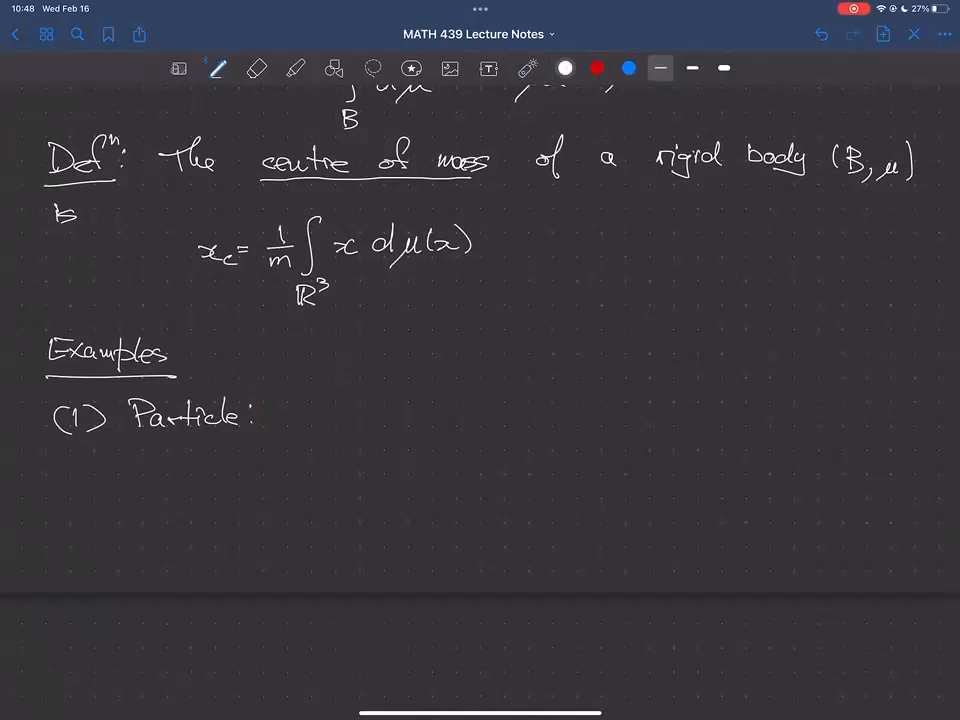 10:48 Wed Feb 16
27%
MATH 439 Lecture Notes
B
Defⁿ: The centre of mass of a rigid body (B, μ)
is
x_c = 1/m ∫_ℝ³ x dμ(x)
Examples
(1) Particle: